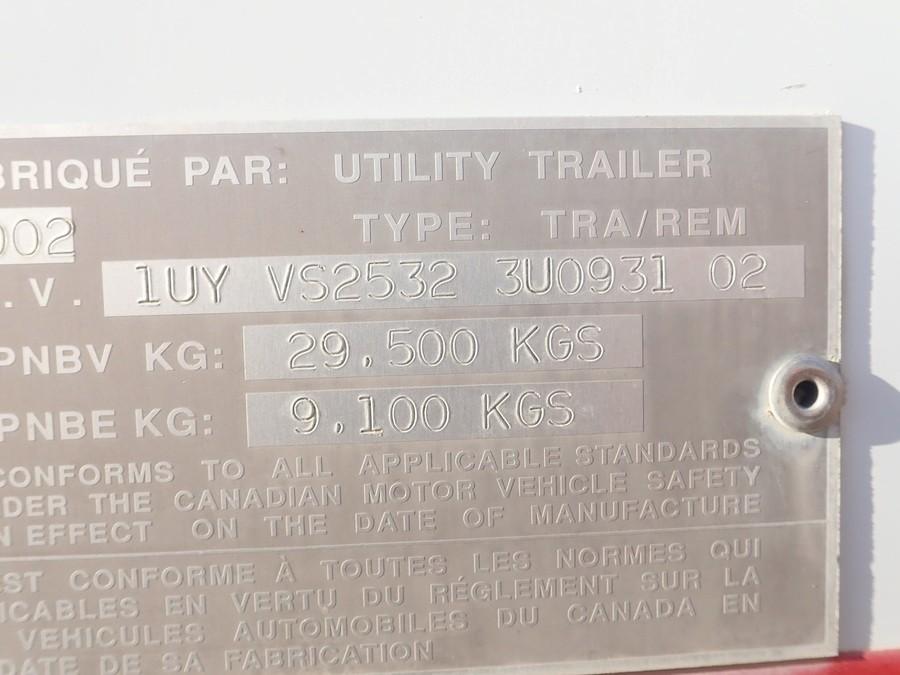 BRIQUÉ PAR: UTILITY TRAILER
002 TYPE: TRA/REM
.V. 1UY VS2532 3U0931 02
PNBV KG: 29,500 KGS
PNBE KG: 9,100 KGS
CONFORMS TO ALL APPLICABLE STANDARDS
DER THE CANADIAN MOTOR VEHICLE SAFETY
N EFFECT ON THE DATE OF MANUFACTURE
EST CONFORME À TOUTES LES NORMES QUI
ICABLES EN VERTU DU RÉGLEMENT SUR LA
VEHICULES AUTOMOBILES DU CANADA EN
DATE DE SA FABRICATION